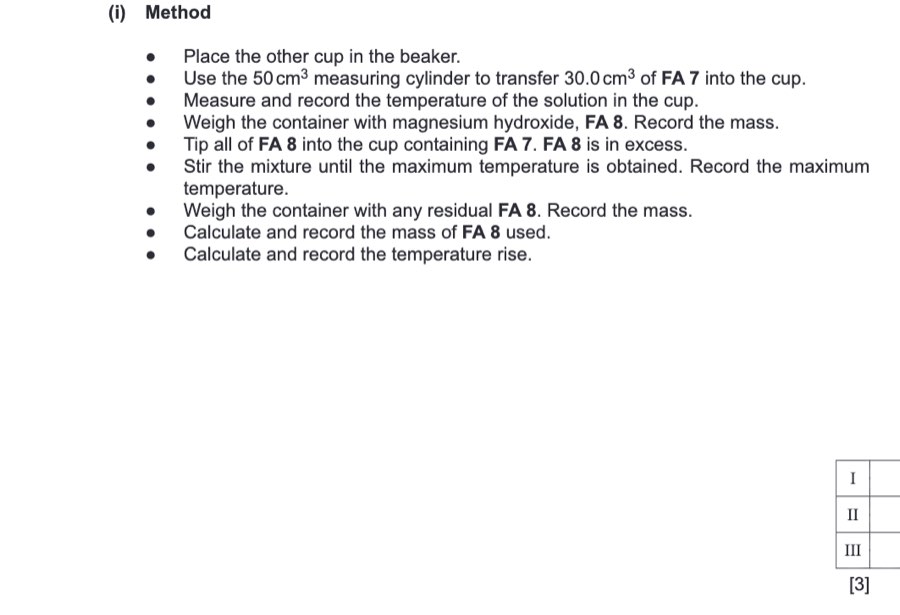 (i) Method
• Place the other cup in the beaker.
• Use the 50 cm³ measuring cylinder to transfer 30.0 cm³ of FA 7 into the cup.
• Measure and record the temperature of the solution in the cup.
• Weigh the container with magnesium hydroxide, FA 8. Record the mass.
• Tip all of FA 8 into the cup containing FA 7. FA 8 is in excess.
• Stir the mixture until the maximum temperature is obtained. Record the maximum
temperature.
• Weigh the container with any residual FA 8. Record the mass.
• Calculate and record the mass of FA 8 used.
• Calculate and record the temperature rise.
I
II
III
[3]